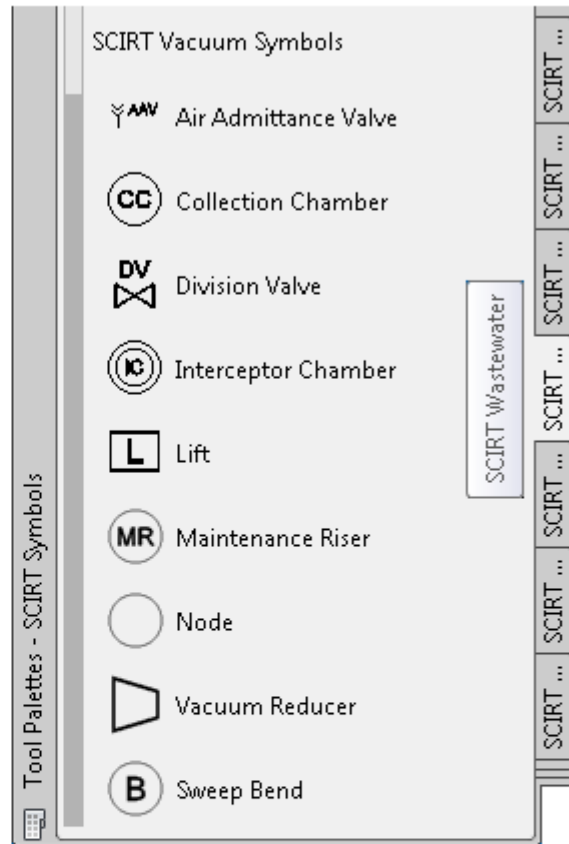 SCIRT Vacuum Symbols
AAV Air Admittance Valve
CC Collection Chamber
DV Division Valve
IC Interceptor Chamber
L Lift
MR Maintenance Riser
Node
Vacuum Reducer
B Sweep Bend
Tool Palettes - SCIRT Symbols
SCIRT Wastewater
SCIRT ...
SCIRT ...
SCIRT ...
SCIRT ...
SCIRT ...
SCIRT ...
SCIRT ...